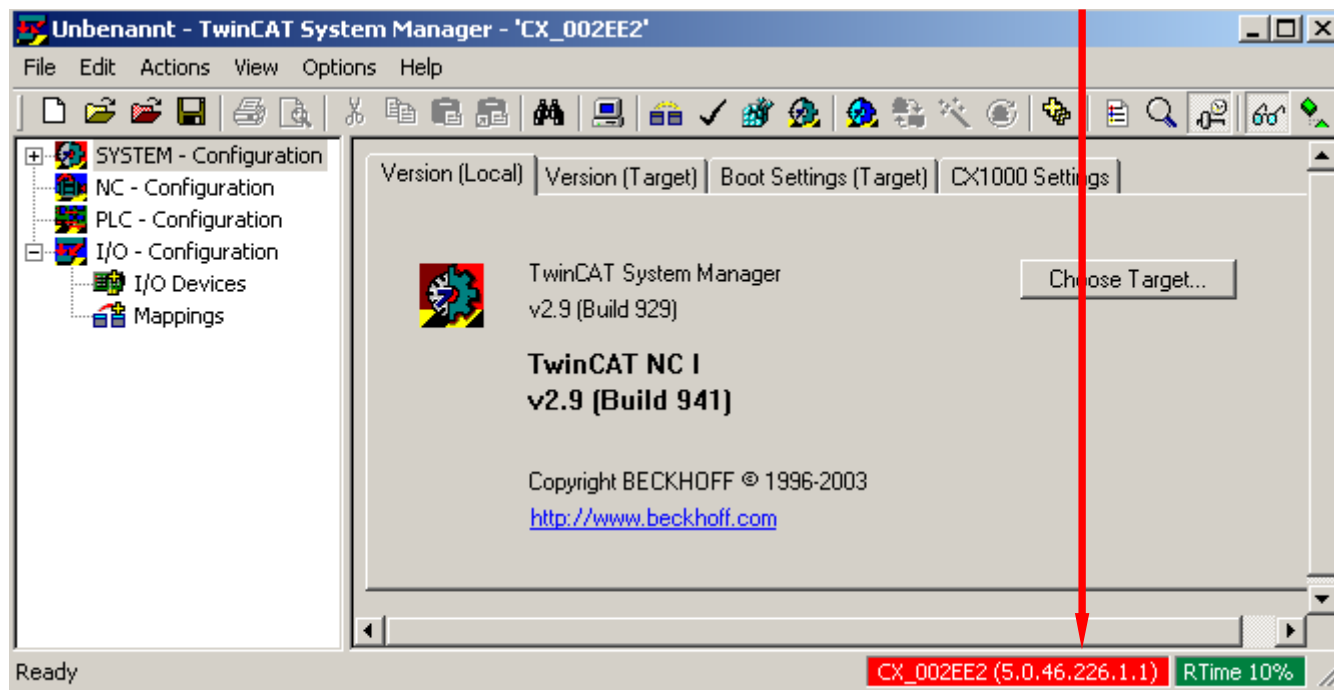 Unbenannt - TwinCAT System Manager - 'CX_002EE2'
File Edit Actions View Options Help
SYSTEM - Configuration
NC - Configuration
PLC - Configuration
I/O - Configuration
I/O Devices
Mappings
Version (Local) Version (Target) Boot Settings (Target) CX1000 Settings
TwinCAT System Manager
v2.9 (Build 929)
Choose Target...
TwinCAT NC I
v2.9 (Build 941)
Copyright BECKHOFF © 1996-2003
http://www.beckhoff.com
Ready CX_002EE2 (5.0.46.226.1.1) RTime 10%